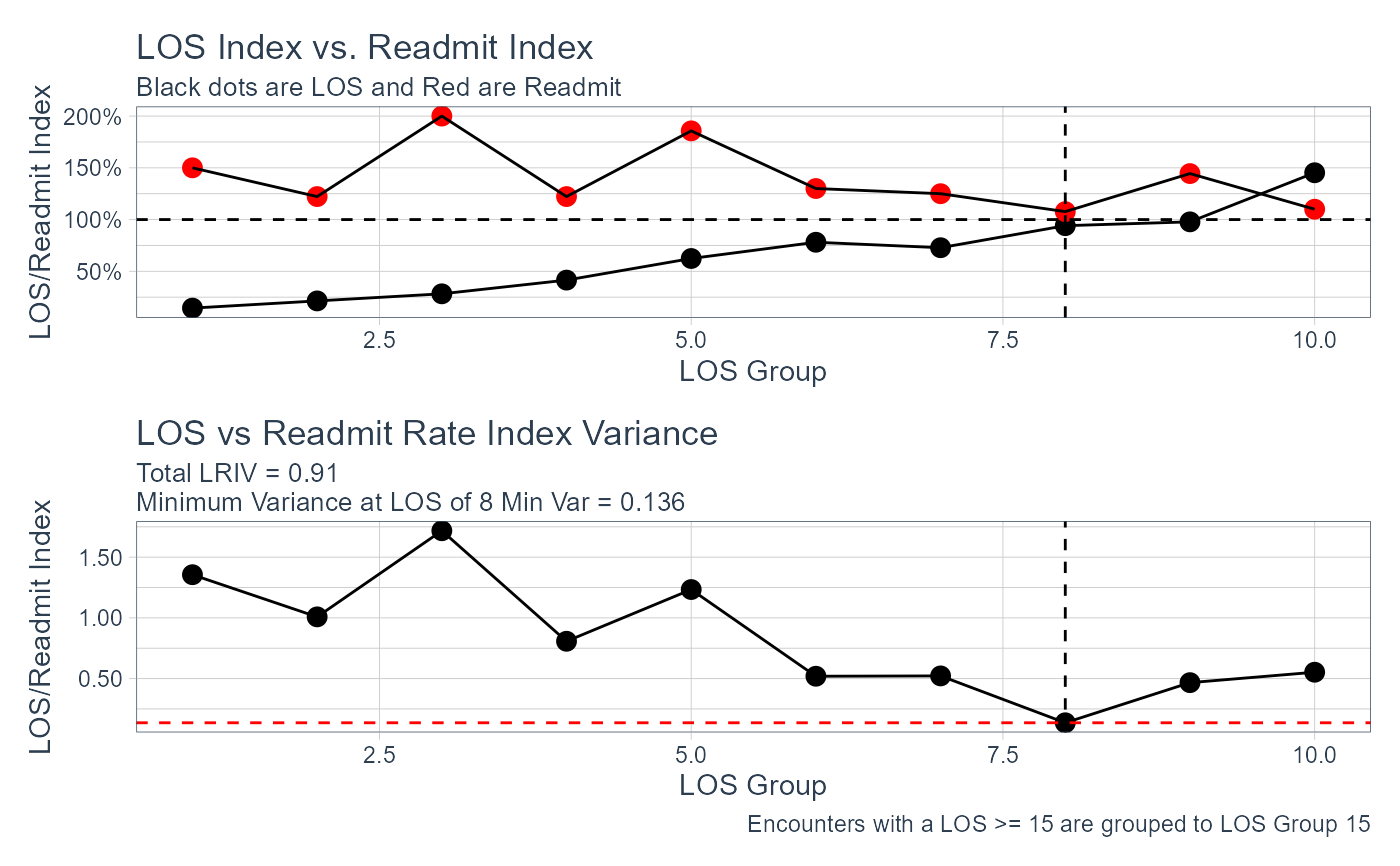 LOS Index vs. Readmit Index
Black dots are LOS and Red are Readmit
LOS/Readmit Index
200%
150%
100%
50%
2.5 5.0 7.5 10.0
LOS Group
LOS vs Readmit Rate Index Variance
Total LRIV = 0.91
Minimum Variance at LOS of 8 Min Var = 0.136
LOS/Readmit Index
1.50
1.00
0.50
2.5 5.0 7.5 10.0
LOS Group
Encounters with a LOS >= 15 are grouped to LOS Group 15